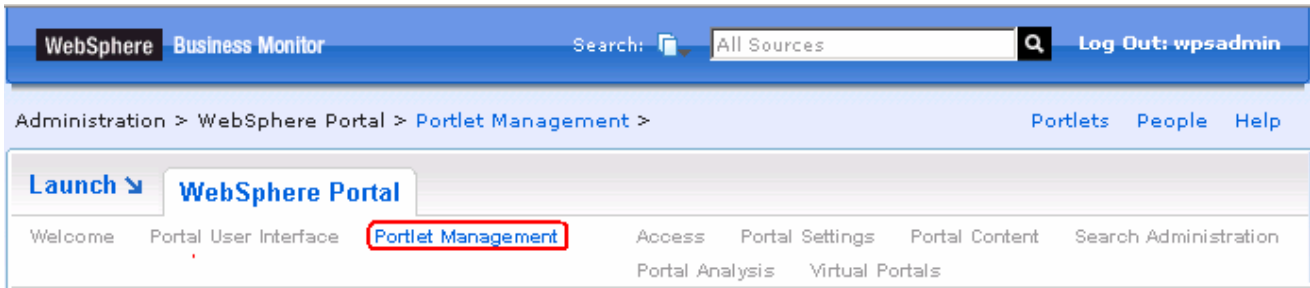 WebSphere Business Monitor Search: All Sources Log Out: wpsadmin
Administration > WebSphere Portal > Portlet Management > Portlets People Help
Launch WebSphere Portal
Welcome Portal User Interface Portlet Management Access Portal Settings Portal Content Search Administration
Portal Analysis Virtual Portals